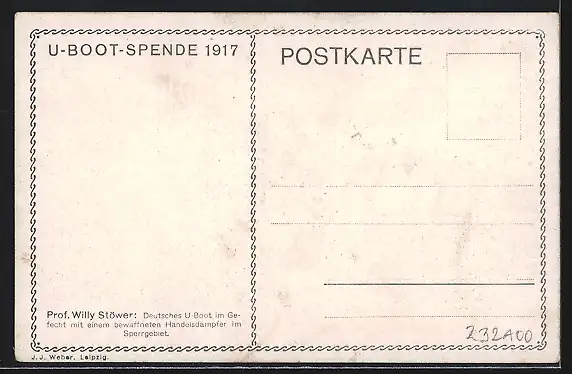 U-BOOT-SPENDE 1917
POSTKARTE
Prof. Willy Stöwer: Deutsches U-Boot im Ge-
fecht mit einem bewaffneten Handelsdampfer im
Sperrgebiet.
J. J. Weber, Leipzig.
232A00